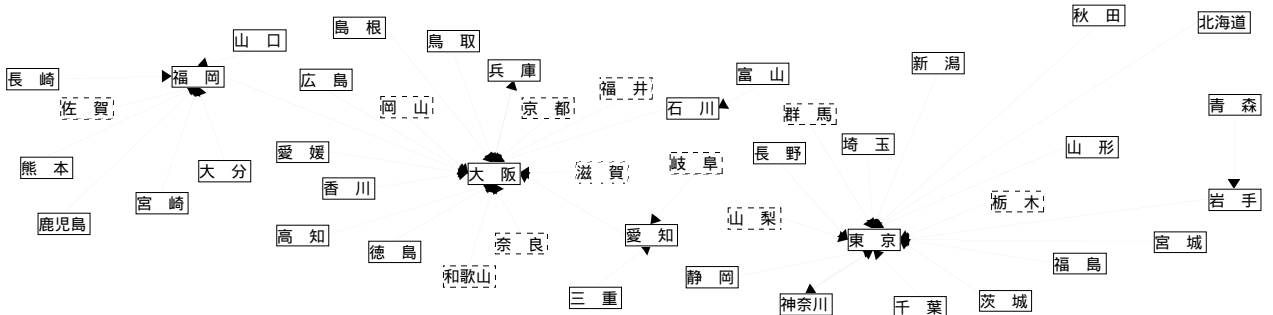 秋田
北海道
島根
山口
鳥取
新潟
兵庫
富山
福岡
長崎
広島
福井
佐賀
岡山
京都
石川
青森
群馬
埼玉
山形
愛媛
長野
岐阜
熊本
大分
滋賀
大阪
香川
宮崎
栃木
岩手
鹿児島
山梨
高知
愛知
東京
宮城
奈良
徳島
福島
和歌山
静岡
三重
神奈川
茨城
千葉